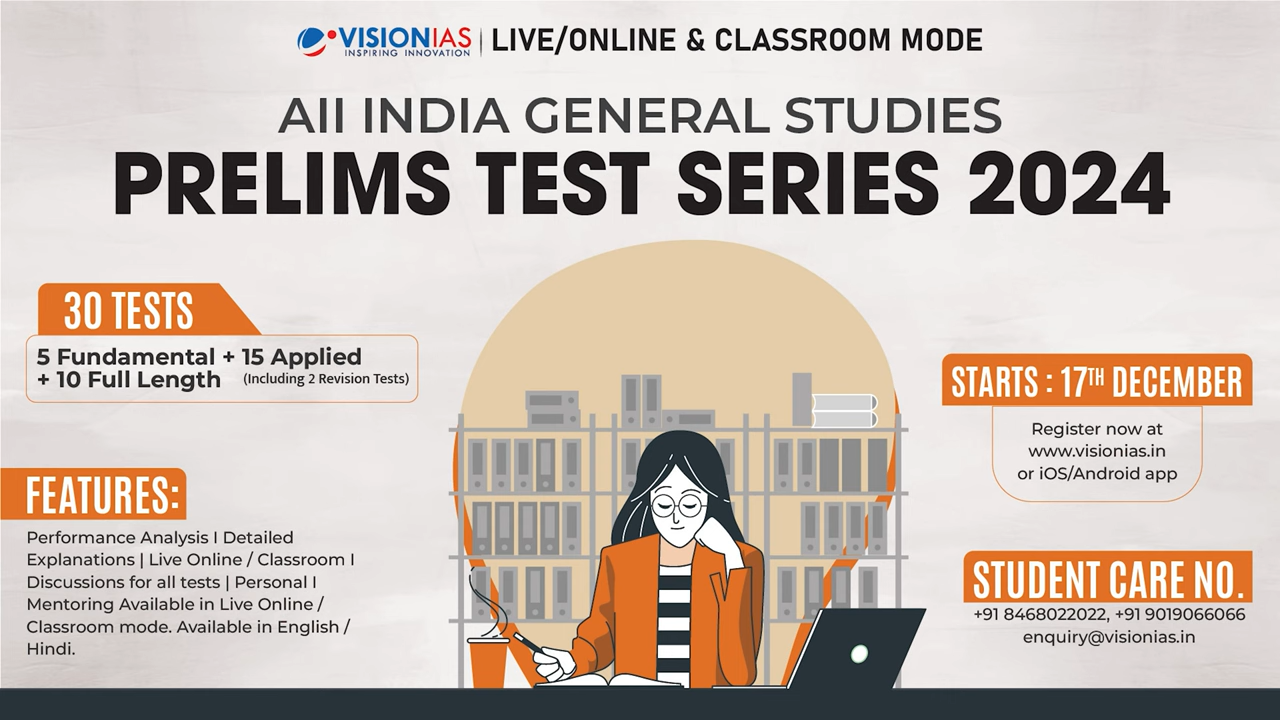 VISIONIAS
INSPIRING INNOVATION
LIVE/ONLINE & CLASSROOM MODE
All INDIA GENERAL STUDIES
PRELIMS TEST SERIES 2024
30 TESTS
5 Fundamental + 15 Applied
+ 10 Full Length (Including 2 Revision Tests)
FEATURES:
Performance Analysis I Detailed
Explanations | Live Online / Classroom I
Discussions for all tests | Personal I
Mentoring Available in Live Online /
Classroom mode. Available in English /
Hindi.
STARTS : 17TH DECEMBER
Register now at
www.visionias.in
or iOS/Android app
STUDENT CARE NO.
+91 8468022022, +91 9019066066
enquiry@visionias.in